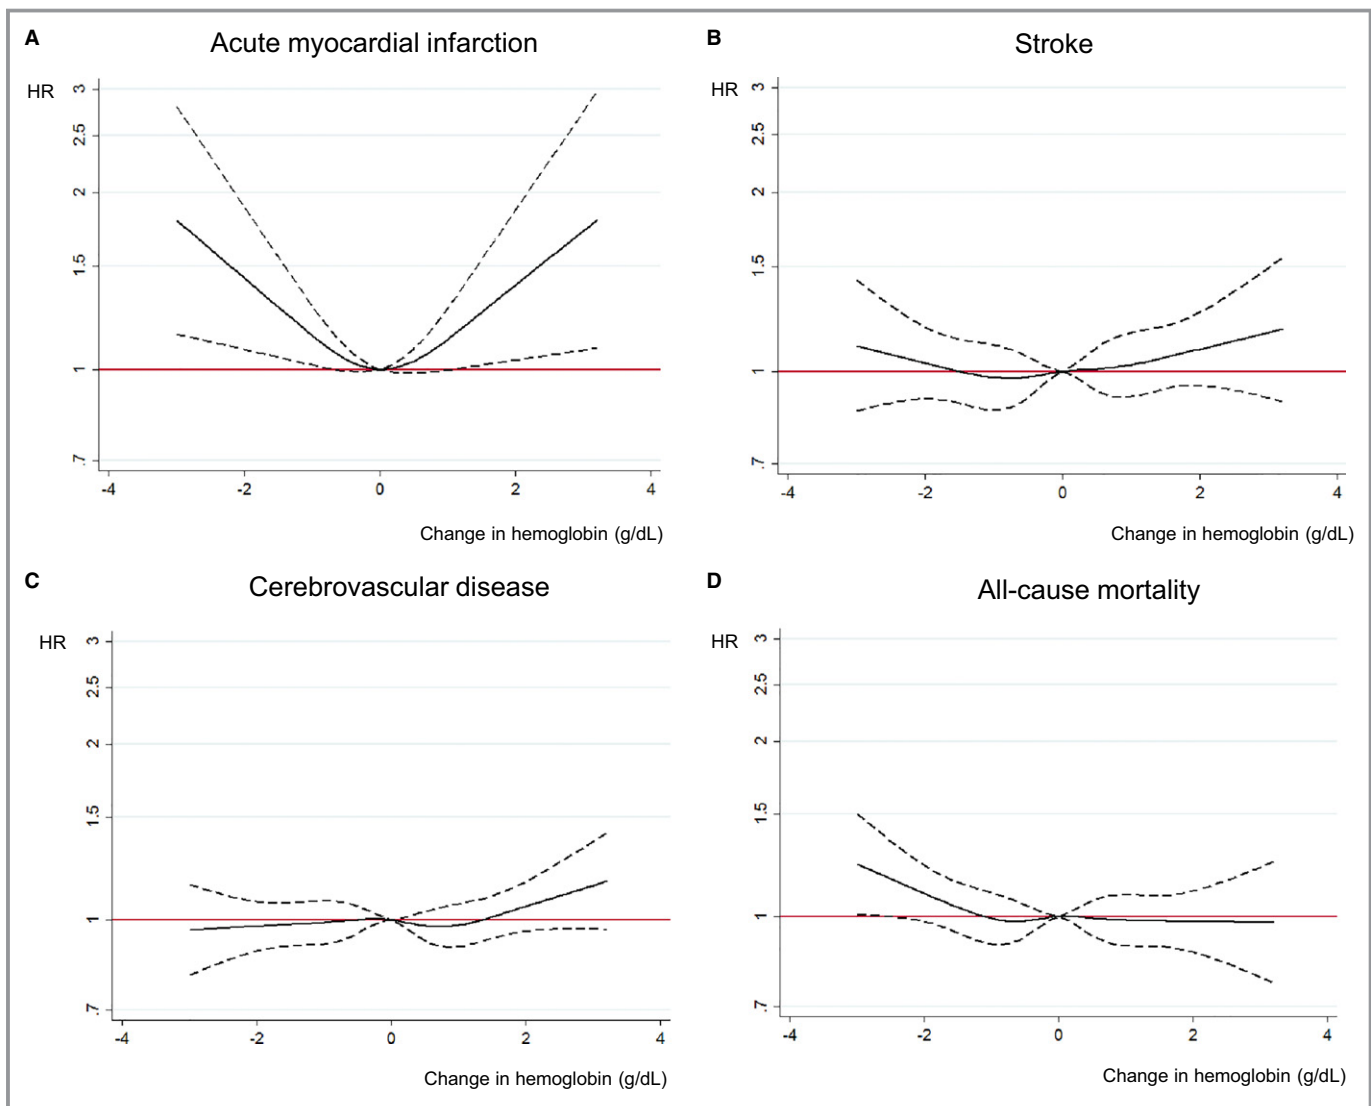 A
Acute myocardial infarction
HR
3
2.5
2
1.5
1
.7
-4 -2 0 2 4
Change in hemoglobin (g/dL)
B
Stroke
HR
3
2.5
2
1.5
1
.7
-4 -2 0 2 4
Change in hemoglobin (g/dL)
C
Cerebrovascular disease
HR
3
2.5
2
1.5
1
.7
-4 -2 0 2 4
Change in hemoglobin (g/dL)
D
All-cause mortality
HR
3
2.5
2
1.5
1
.7
-4 -2 0 2 4
Change in hemoglobin (g/dL)